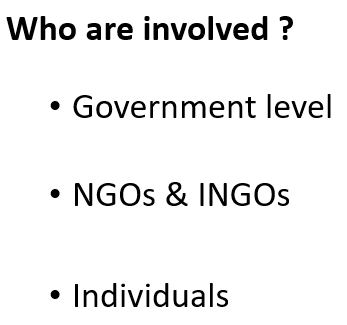 Who are involved ?
• Government level
• NGOs & INGOs
• Individuals